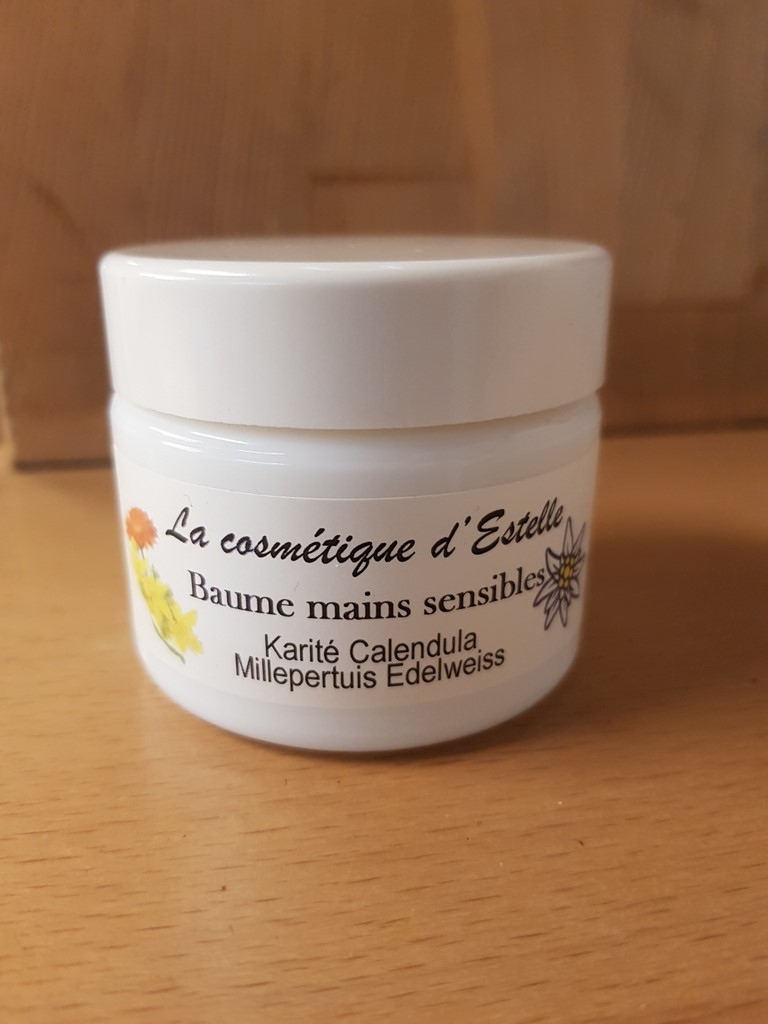 La cosmétique d'Estelle
Baume mains sensibles
Karité Calendula
Millepertuis Edelweiss